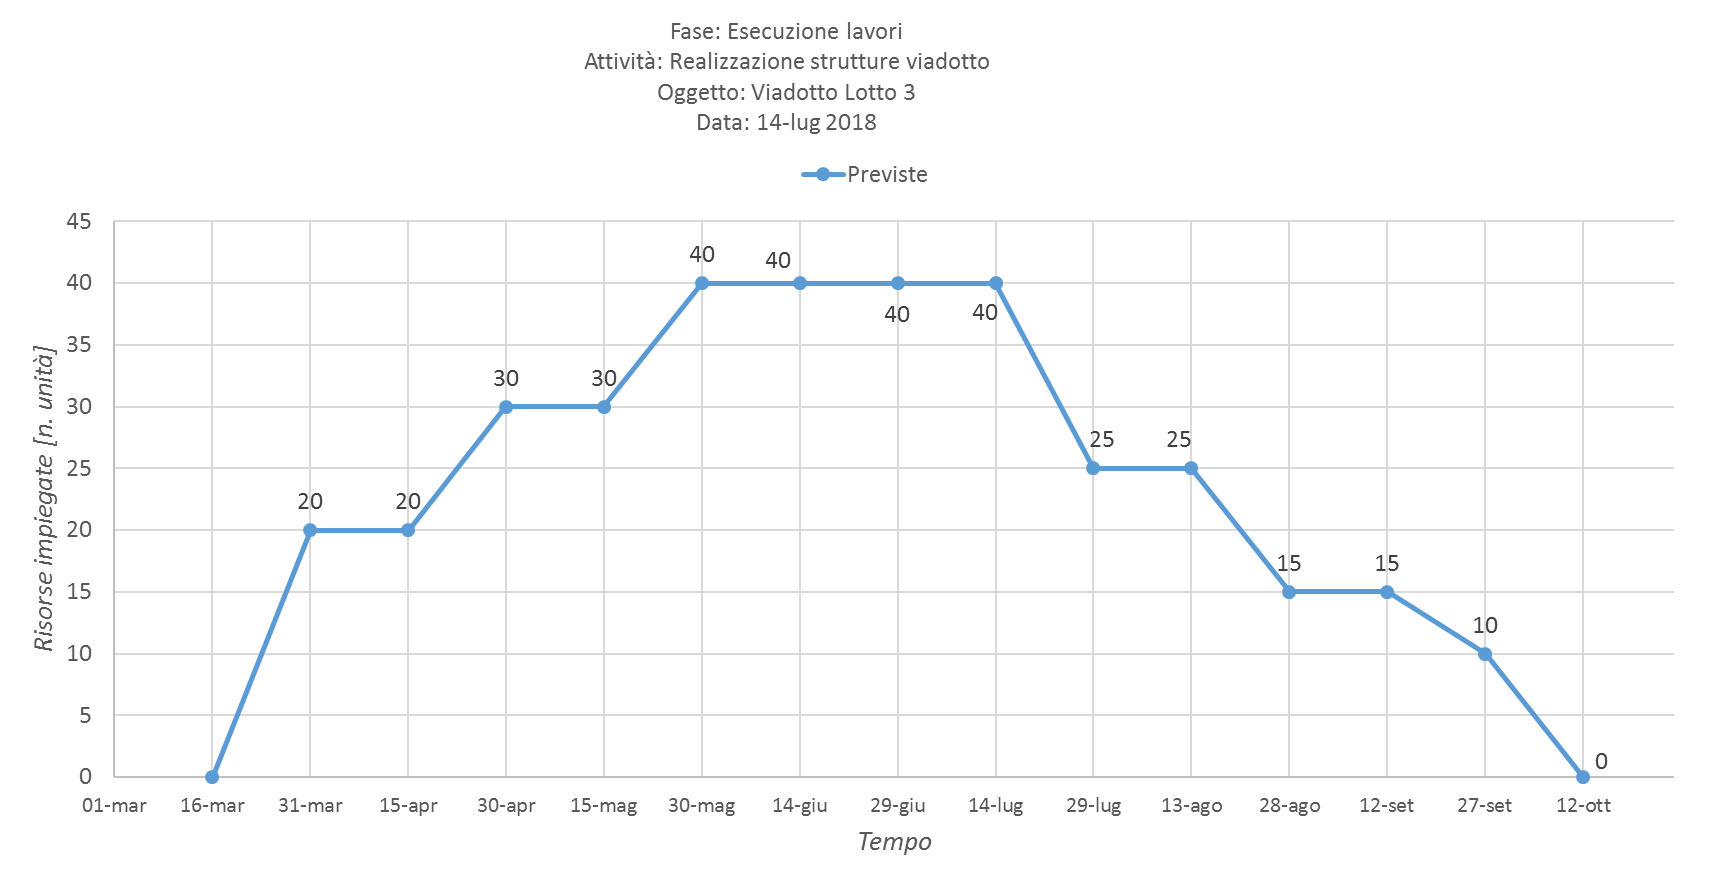 Fase: Esecuzione lavori
Attività: Realizzazione strutture viadotto
Oggetto: Viadotto Lotto 3
Data: 14-lug 2018
Previste
45
40
35
30
25
20
15
10
5
0
Risorse impiegate [n. unità]
20
20
30
30
40
40
40
40
25
25
15
15
10
0
01-mar
16-mar
31-mar
15-apr
30-apr
15-mag
30-mag
14-giu
29-giu
14-lug
29-lug
13-ago
28-ago
12-set
27-set
12-ott
Tempo